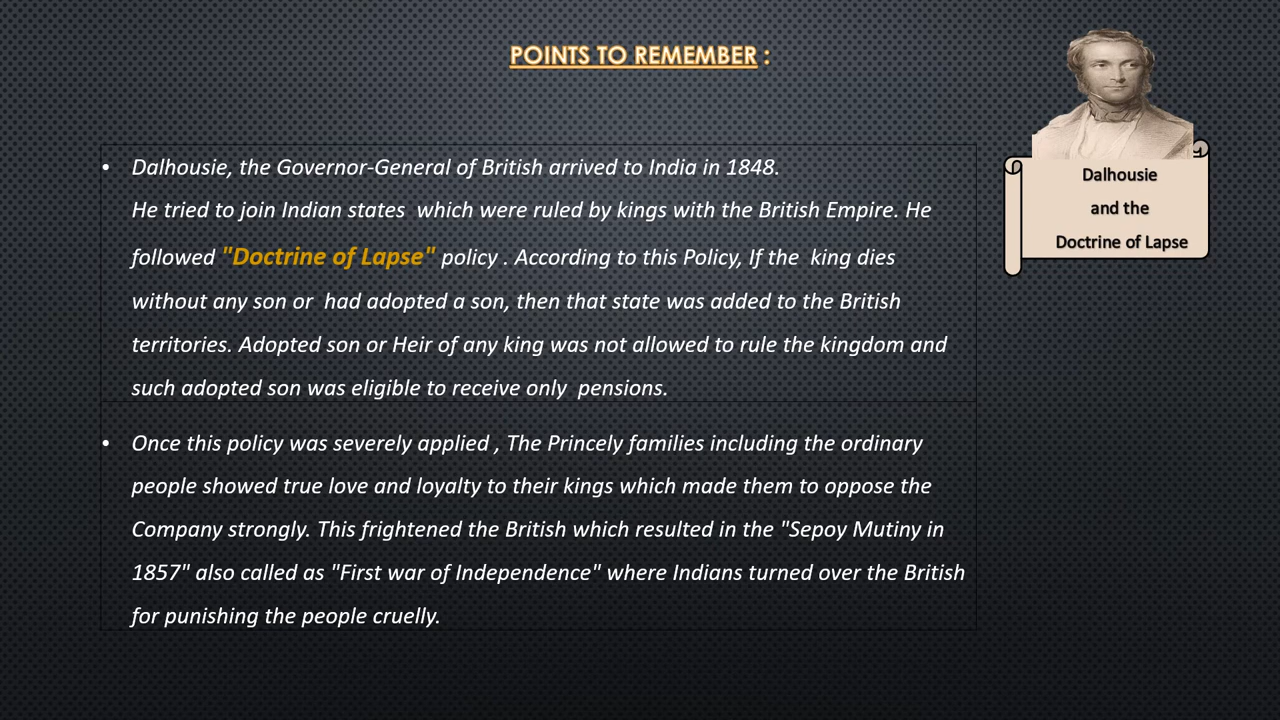 POINTS TO REMEMBER :
• Dalhousie, the Governor-General of British arrived to India in 1848.
He tried to join Indian states which were ruled by kings with the British Empire. He
followed "Doctrine of Lapse" policy . According to this Policy, If the king dies
without any son or had adopted a son, then that state was added to the British
territories. Adopted son or Heir of any king was not allowed to rule the kingdom and
such adopted son was eligible to receive only pensions.
• Once this policy was severely applied , The Princely families including the ordinary
people showed true love and loyalty to their kings which made them to oppose the
Company strongly. This frightened the British which resulted in the "Sepoy Mutiny in
1857" also called as "First war of Independence" where Indians turned over the British
for punishing the people cruelly.
Dalhousie
and the
Doctrine of Lapse